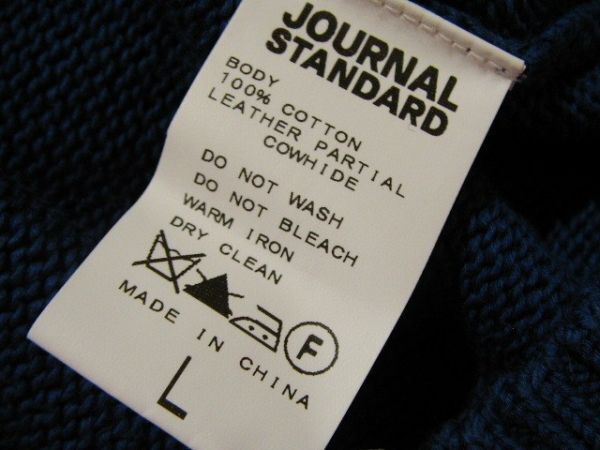 JOURNAL
STANDARD
BODY
100% COTTON
LEATHER PARTIAL
COWHIDE
DO NOT WASH
DO NOT BLEACH
WARM IRON
DRY CLEAN
F
MADE IN CHINA
L